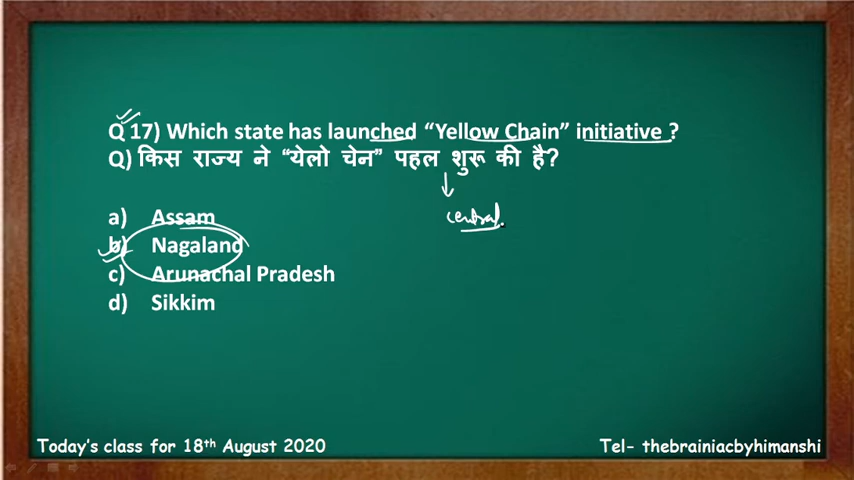 Q 17) Which state has launched “Yellow Chain” initiative ?
Q) किस राज्य ने “येलो चेन” पहल शुरू की है?
central
a) Assam
b) Nagaland
c) Arunachal Pradesh
d) Sikkim
Today's class for 18th August 2020
Tel- thebrainiacbyhimanshi